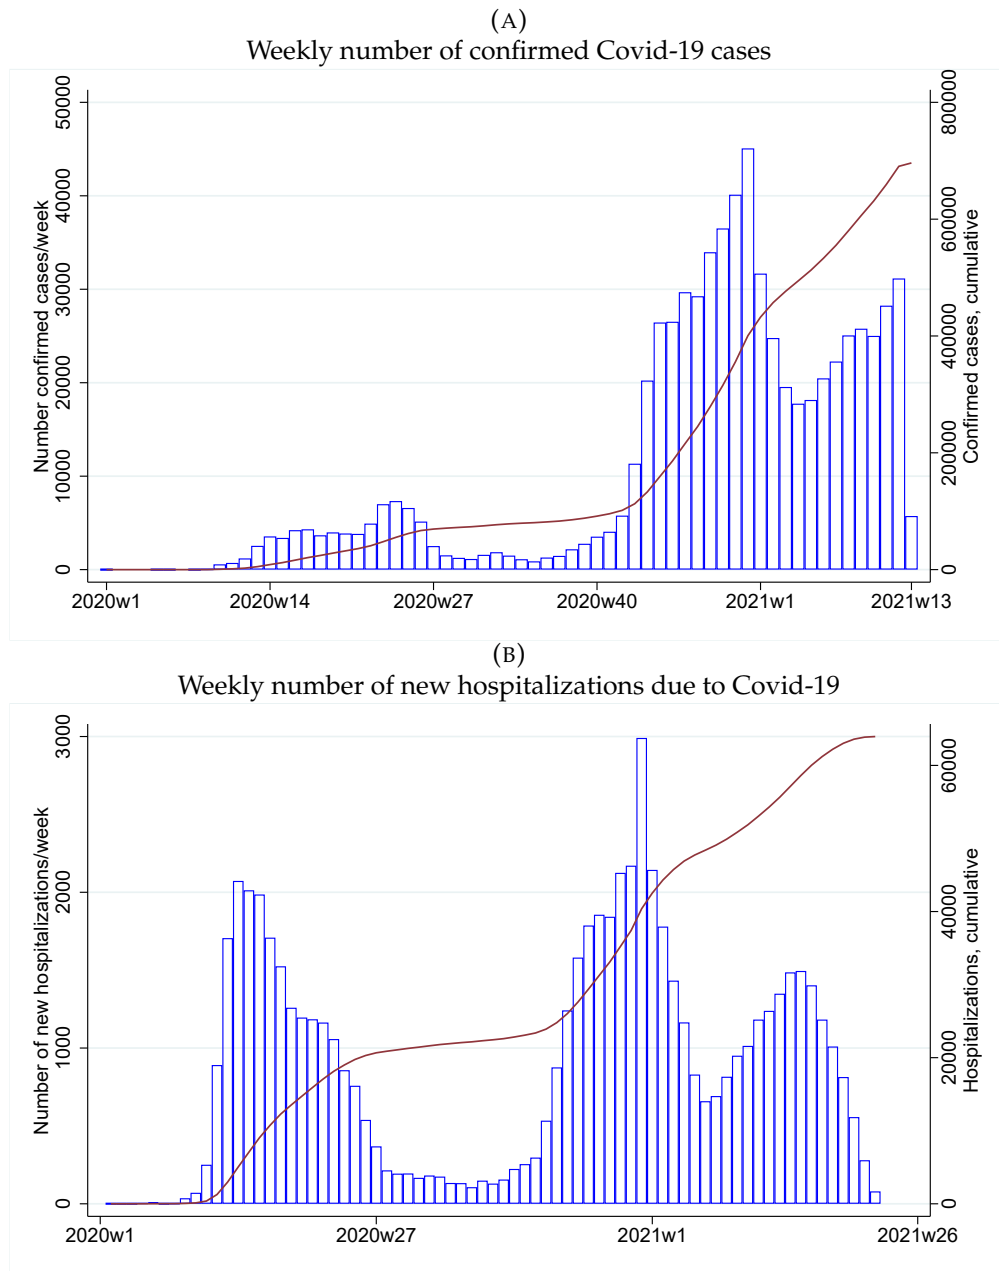 (A)
Weekly number of confirmed Covid-19 cases
Number confirmed cases/week
50000
40000
30000
20000
10000
0
800000
600000
400000
200000
0
Confirmed cases, cumulative
2020w1 2020w14 2020w27 2020w40 2021w1 2021w13
(B)
Weekly number of new hospitalizations due to Covid-19
Number of new hospitalizations/week
3000
2000
1000
0
60000
40000
20000
0
Hospitalizations, cumulative
2020w1 2020w27 2021w1 2021w26